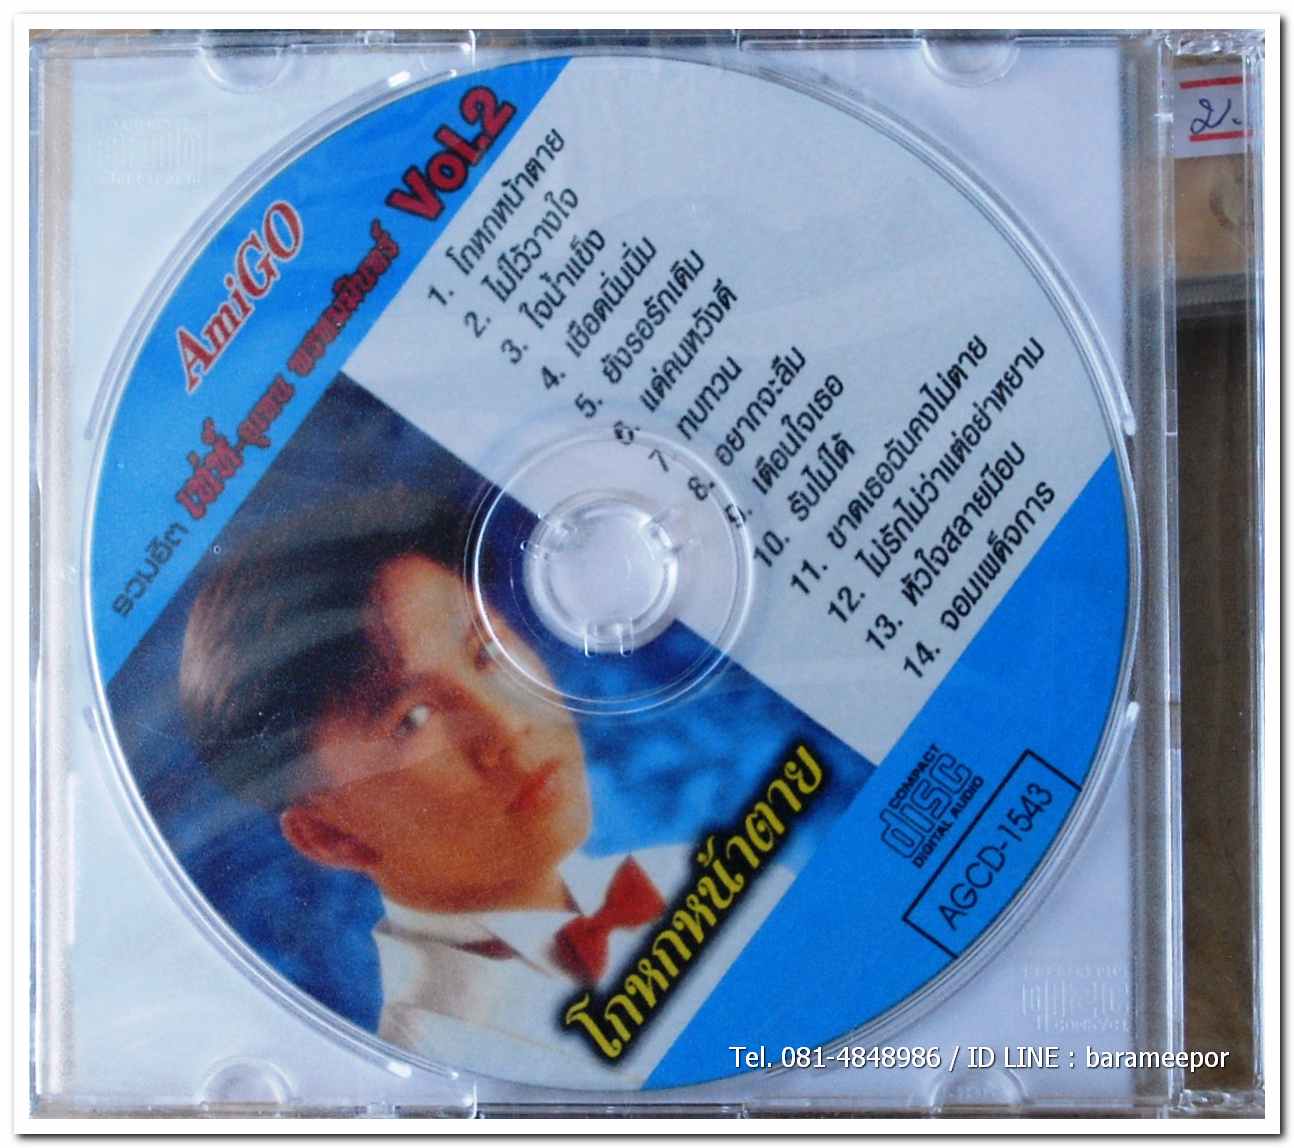 AmiGO
Vol.2
1. โกหกหน้าตาย
2. ไม่ไว้วางใจ
3. ใจน้ำแข็ง
4. เชือดนิ่มนิ่ม
5. ยังรอรักเดิม
6. แด่คนหวังดี
7. ทบทวน
8. อยากจะลืม
9. เตือนใจเธอ
10. รับไม่ได้
11. ขาดเธอฉันคงไม่ตาย
12. ไม่รักไม่ว่าแต่อย่าหยาม
13. หัวใจสลายม็อบ
14. จอมเผด็จการ
โกหกหน้าตาย
COMPACT
disc
DIGITAL AUDIO
AGCD-1543
Tel. 081-4848986 / ID LINE : barameepor